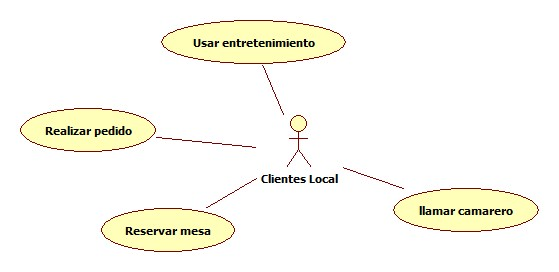 Usar entretenimiento
Realizar pedido
Clientes Local
llamar camarero
Reservar mesa